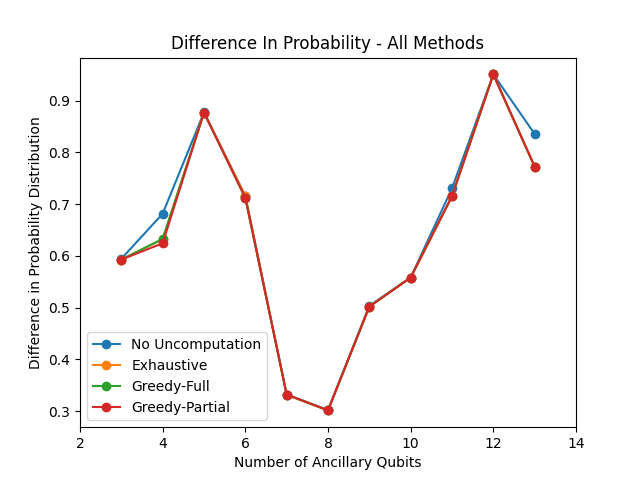 Difference In Probability - All Methods
Difference in Probability Distribution
0.9
0.8
0.7
0.6
0.5
0.4
0.3
No Uncomputation
Exhaustive
Greedy-Full
Greedy-Partial
2 4 6 8 10 12 14
Number of Ancillary Qubits